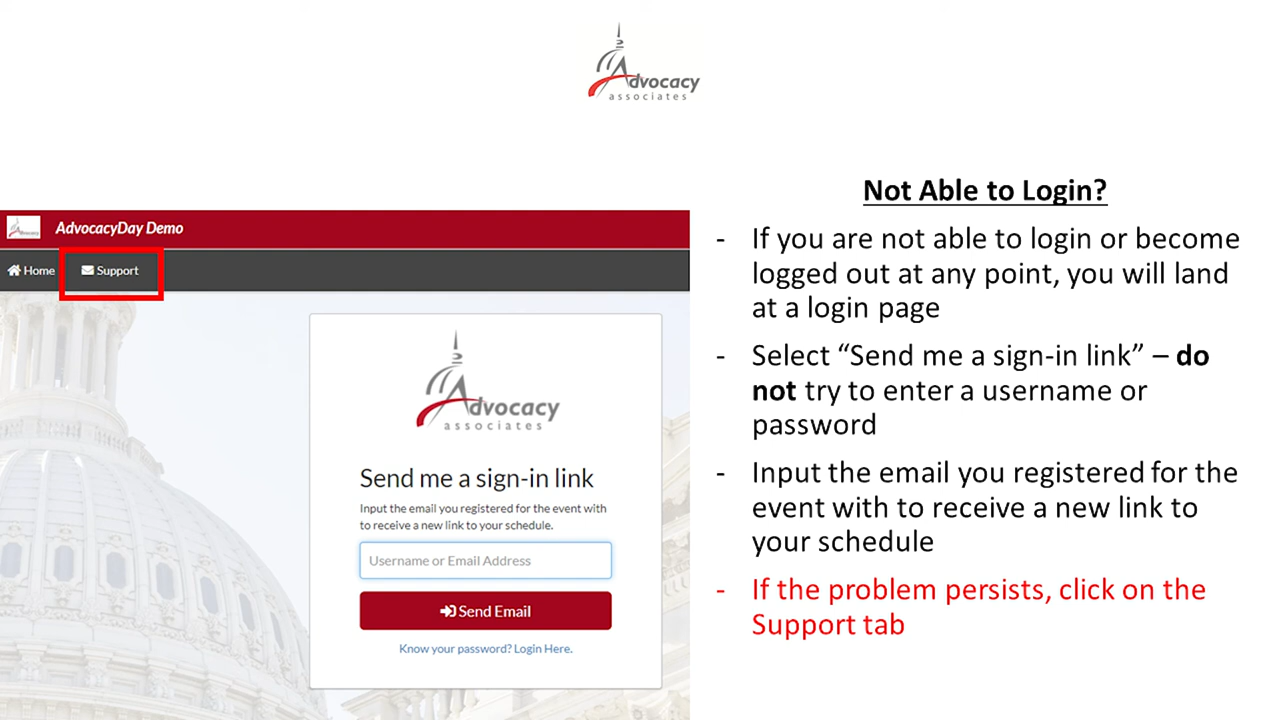 Advocacy
associates
AdvocacyDay Demo
Home
Support
Advocacy
associates
Send me a sign-in link
Input the email you registered for the event with
to receive a new link to your schedule.
Username or Email Address
Send Email
Know your password? Login Here.
Not Able to Login?
- If you are not able to login or become
logged out at any point, you will land
at a login page
- Select “Send me a sign-in link” – do
not try to enter a username or
password
- Input the email you registered for the
event with to receive a new link to
your schedule
- If the problem persists, click on the
Support tab